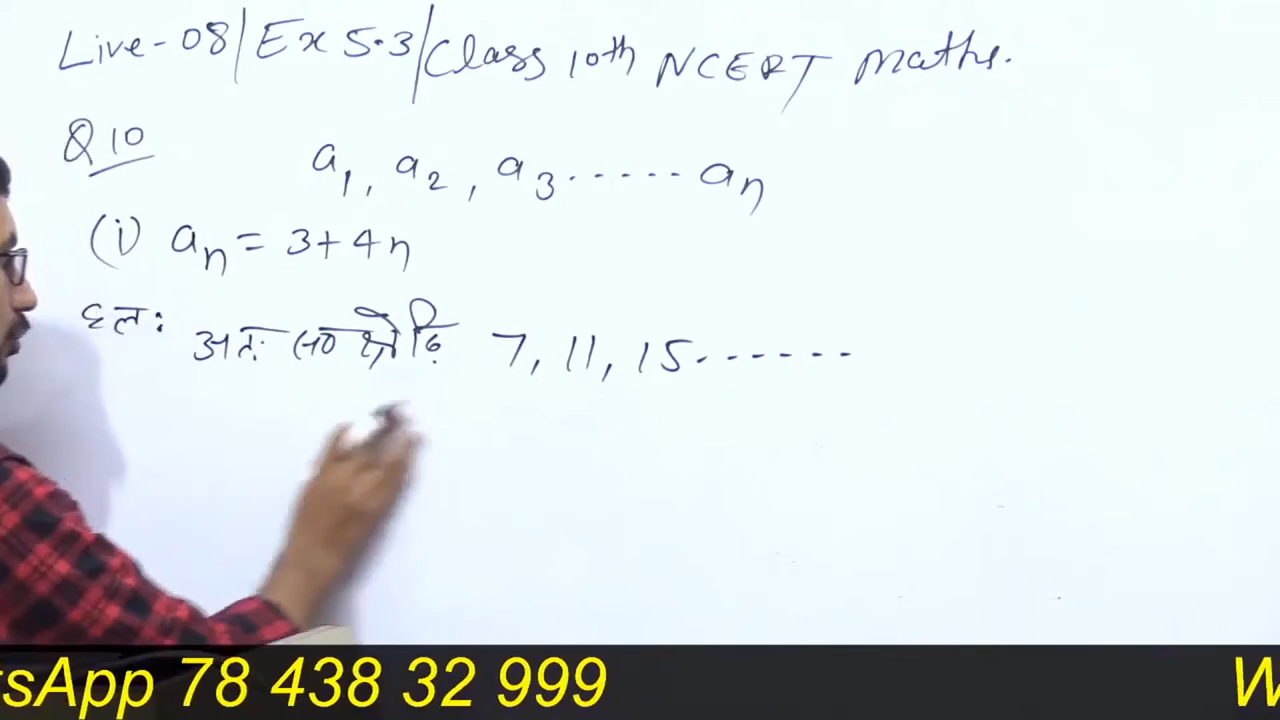 Live-08/Ex 5.3/Class 10th NCERT Maths.
Q10
a₁, a₂, a₃...... aₙ
(i) aₙ = 3+4n
हल:
अतः स० श्रेढ़ि 7, 11, 15.......
sApp 78 438 32 999
W